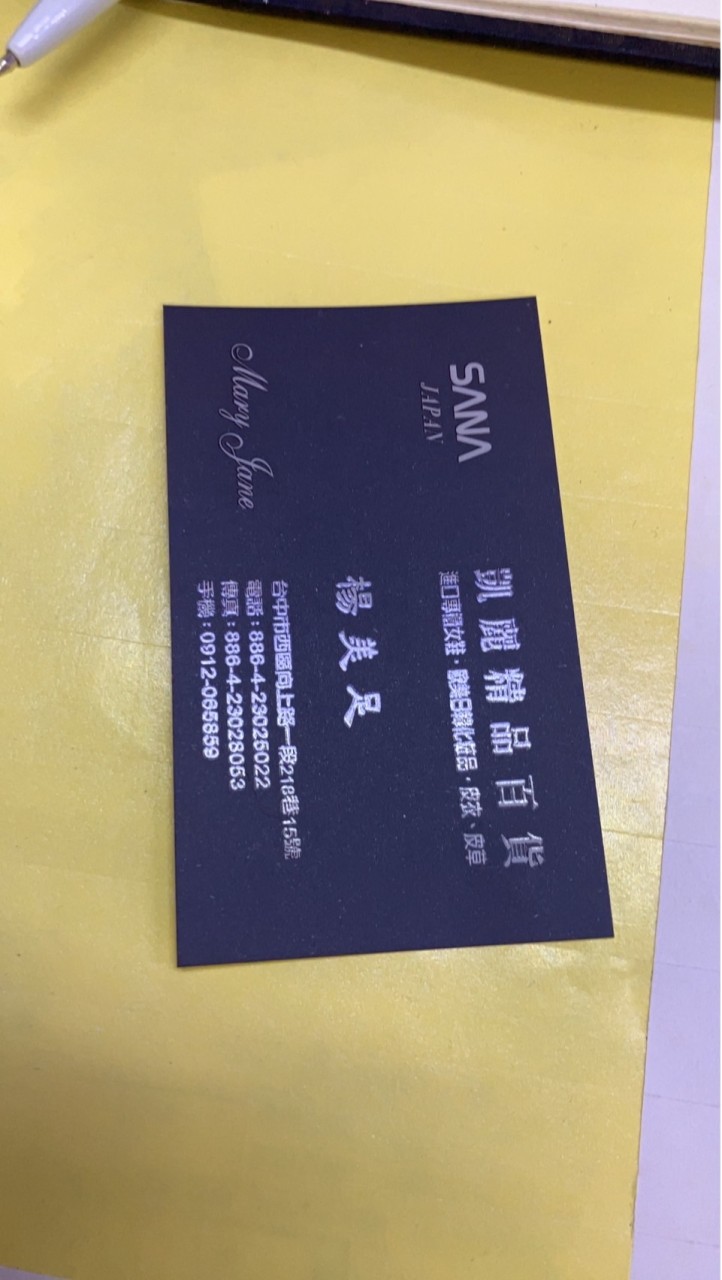 SANA
JAPAN
凱麗精品百貨
進口專櫃女鞋・歐美日韓化粧品・皮衣、皮草
楊美足
Mary Jane
台中市西區向上路一段218巷15號
電話：886-4-23025022
傳真：886-4-23028053
手機：0912-065859